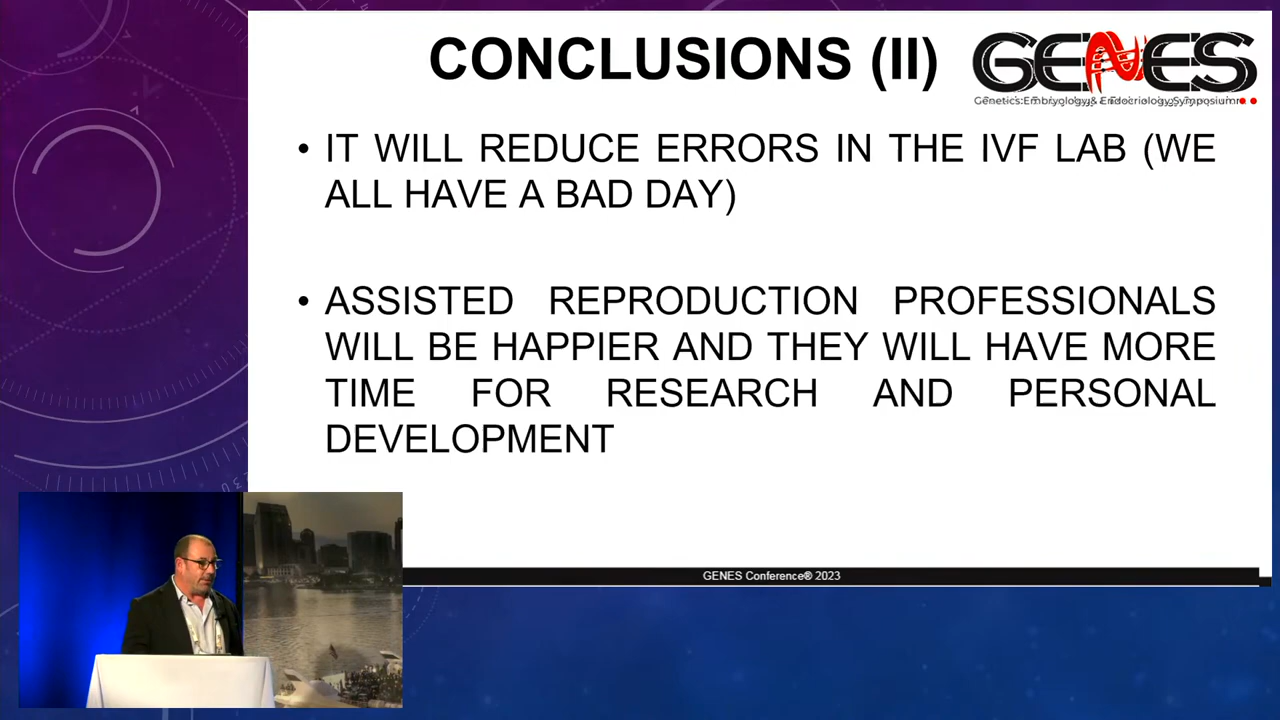 CONCLUSIONS (II)
GENES
Genetics Embryology & Endocriology Symposium
• IT WILL REDUCE ERRORS IN THE IVF LAB (WE
ALL HAVE A BAD DAY)
• ASSISTED REPRODUCTION PROFESSIONALS
WILL BE HAPPIER AND THEY WILL HAVE MORE
TIME FOR RESEARCH AND PERSONAL
DEVELOPMENT
GENES Conference® 2023